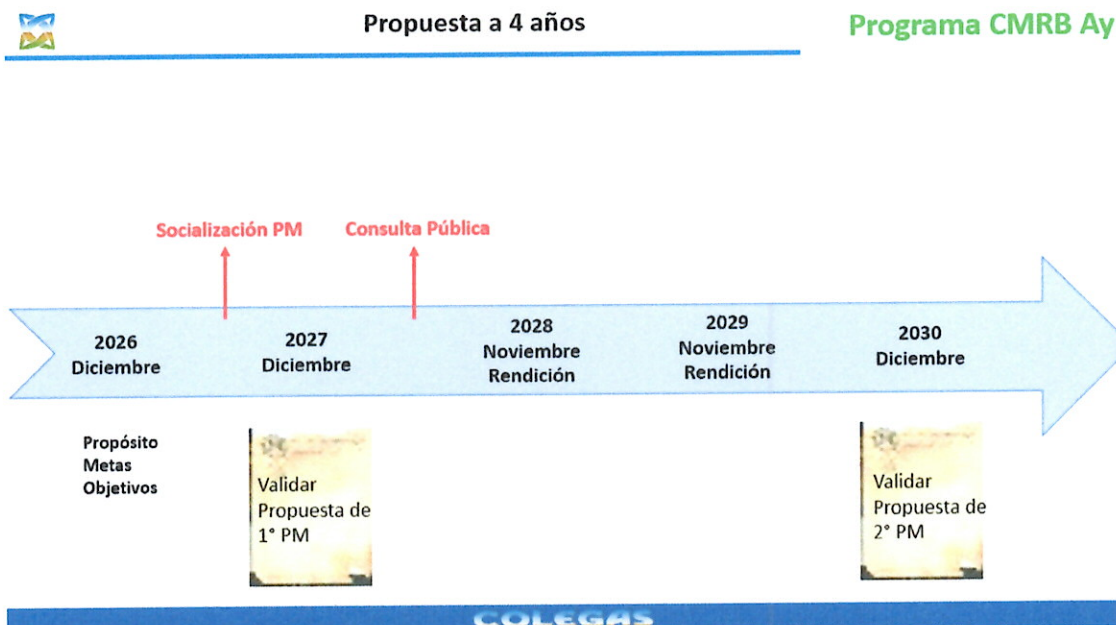 Propuesta a 4 años
Programa CMRB Ay
Socialización PM
Consulta Pública
2026
Diciembre
2027
Diciembre
2028
Noviembre
Rendición
2029
Noviembre
Rendición
2030
Diciembre
Propósito
Metas
Objetivos
Validar
Propuesta de
1° PM
Validar
Propuesta de
2° PM
COLEGAS